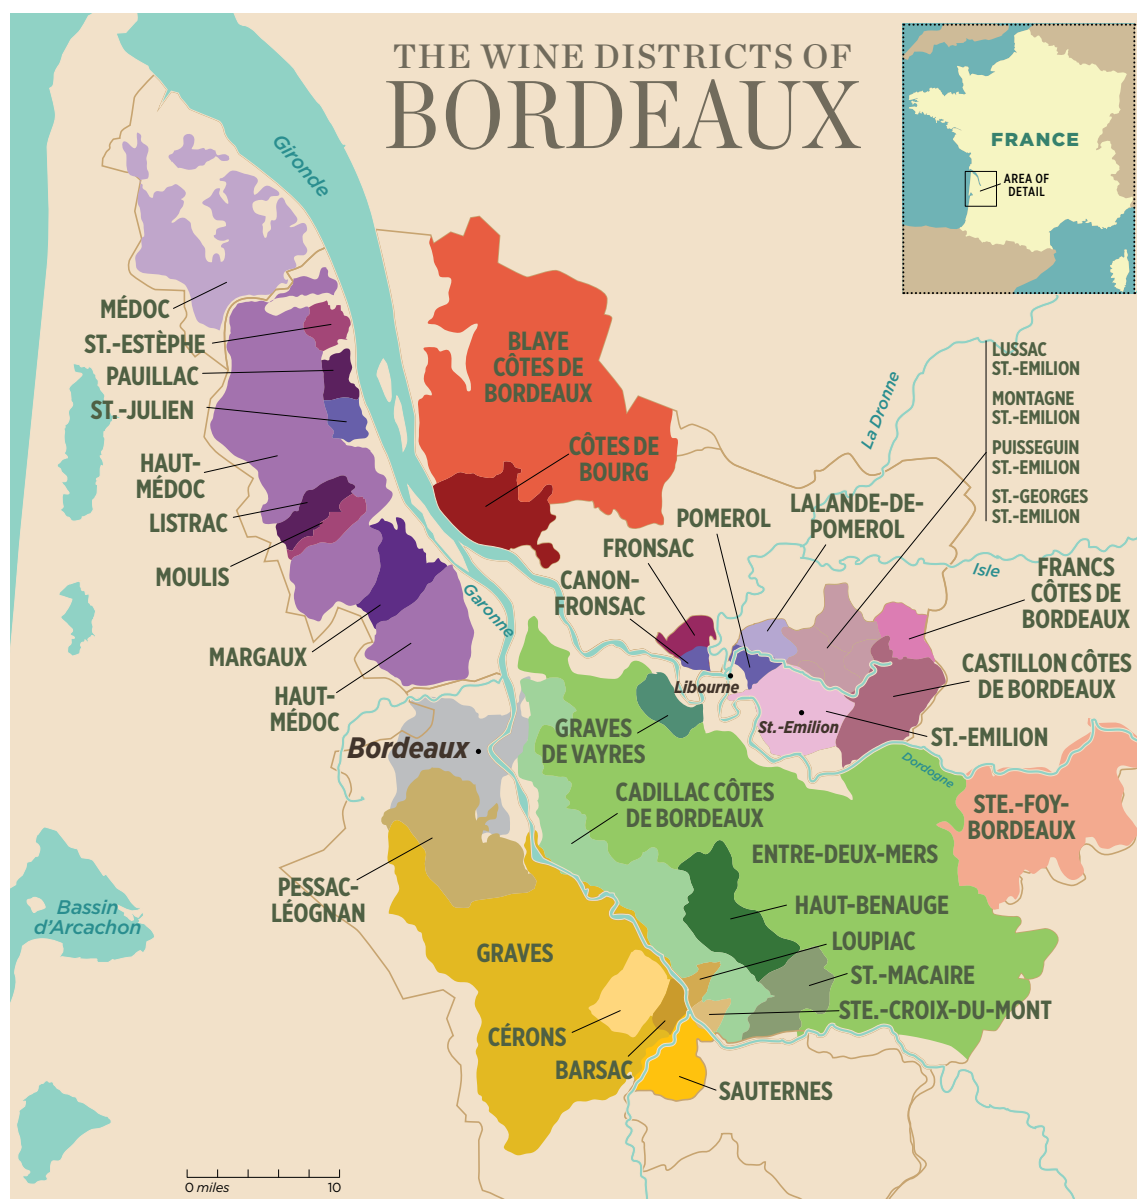 THE WINE DISTRICTS OF
BORDEAUX
FRANCE
AREA OF
DETAIL
Gironde
MÉDOC
ST.-ESTÈPHE
PAUILLAC
ST.-JULIEN
HAUT-
MÉDOC
LISTRAC
MOULIS
MARGAUX
HAUT-
MÉDOC
BLAYE
CÔTES DE
BORDEAUX
CÔTES DE
BOURG
La Dronne
LUSSAC
ST.-EMILION
MONTAGNE
ST.-EMILION
PUISSEGUIN
ST.-EMILION
ST.-GEORGES
ST.-EMILION
LALANDE-DE-
POMEROL
POMEROL
FRONSAC
CANON-
FRONSAC
Isle
FRANCS
CÔTES DE
BORDEAUX
CASTILLON CÔTES
DE BORDEAUX
ST.-EMILION
Garonne
Libourne
St.-Emilion
Dordogne
Bordeaux
GRAVES
DE VAYRES
CADILLAC CÔTES
DE BORDEAUX
ENTRE-DEUX-MERS
STE.-FOY-
BORDEAUX
PESSAC-
LÉOGNAN
Bassin
d'Arcachon
GRAVES
HAUT-BENAUGE
LOUPIAC
ST.-MACAIRE
STE.-CROIX-DU-MONT
CÉRONS
BARSAC
SAUTERNES
0 miles 10